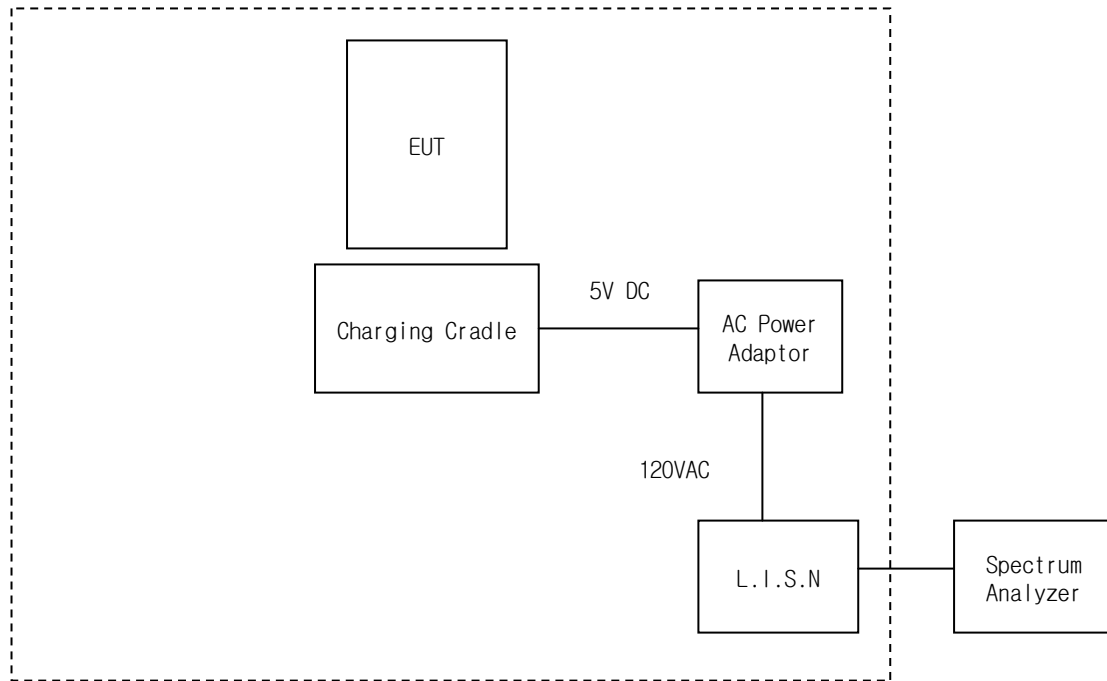 EUT
5V DC
Charging Cradle
AC Power
Adaptor
120VAC
L.I.S.N
Spectrum
Analyzer